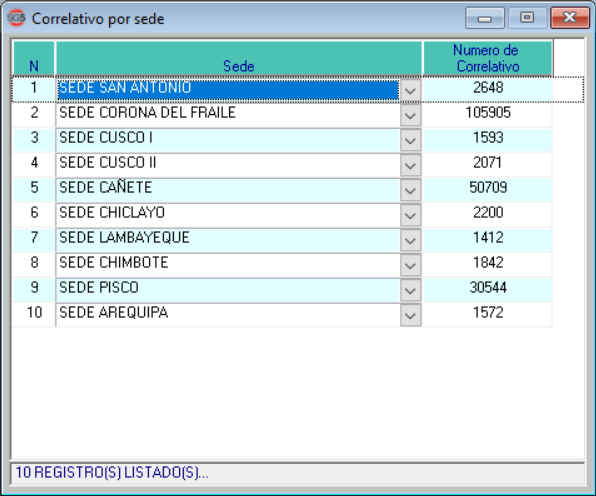 SGS Correlativo por sede
N Sede Numero de Correlativo
1 SEDE SAN ANTONIO 2648
2 SEDE CORONA DEL FRAILE 105905
3 SEDE CUSCO I 1593
4 SEDE CUSCO II 2071
5 SEDE CAÑETE 50709
6 SEDE CHICLAYO 2200
7 SEDE LAMBAYEQUE 1412
8 SEDE CHIMBOTE 1842
9 SEDE PISCO 30544
10 SEDE AREQUIPA 1572
10 REGISTRO(S) LISTADO(S)...